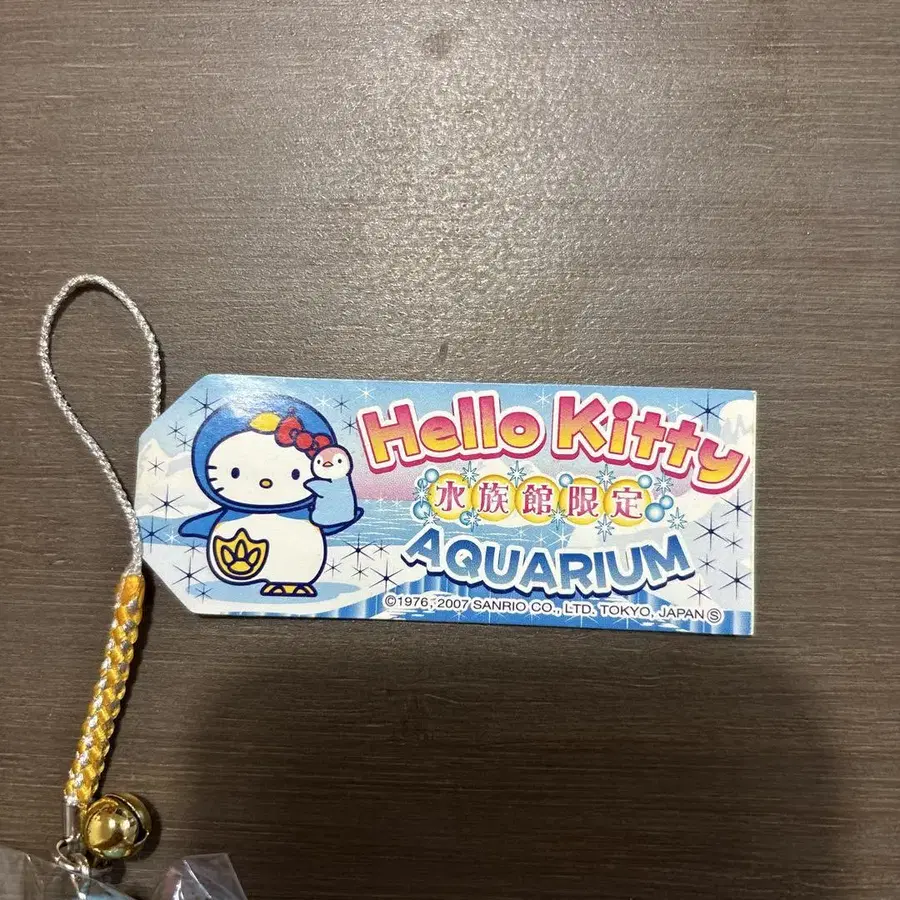 Hello Kitty
水族館限定
AQUARIUM
©1976, 2007 SANRIO CO., LTD. TOKYO, JAPAN Ⓢ